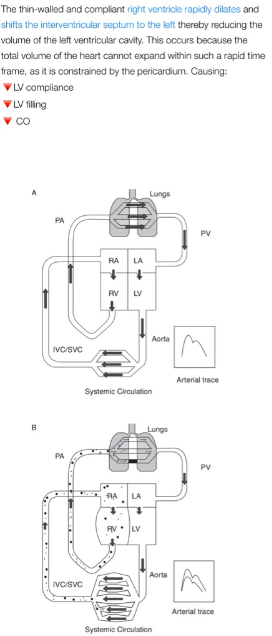 The thin-walled and compliant right ventricle rapidly dilates and
shifts the interventricular septum to the left thereby reducing the
volume of the left ventricular cavity. This occurs because the
total volume of the heart cannot expand within such a rapid time
frame, as it is constrained by the pericardium. Causing:
🔻LV compliance
🔻LV filling
🔻 CO
A
Lungs
PA
PV
RA LA
RV LV
Aorta
IVC/SVC
Arterial trace
Systemic Circulation
B
Lungs
PA
PV
RA LA
RV LV
Aorta
IVC/SVC
Arterial trace
Systemic Circulation